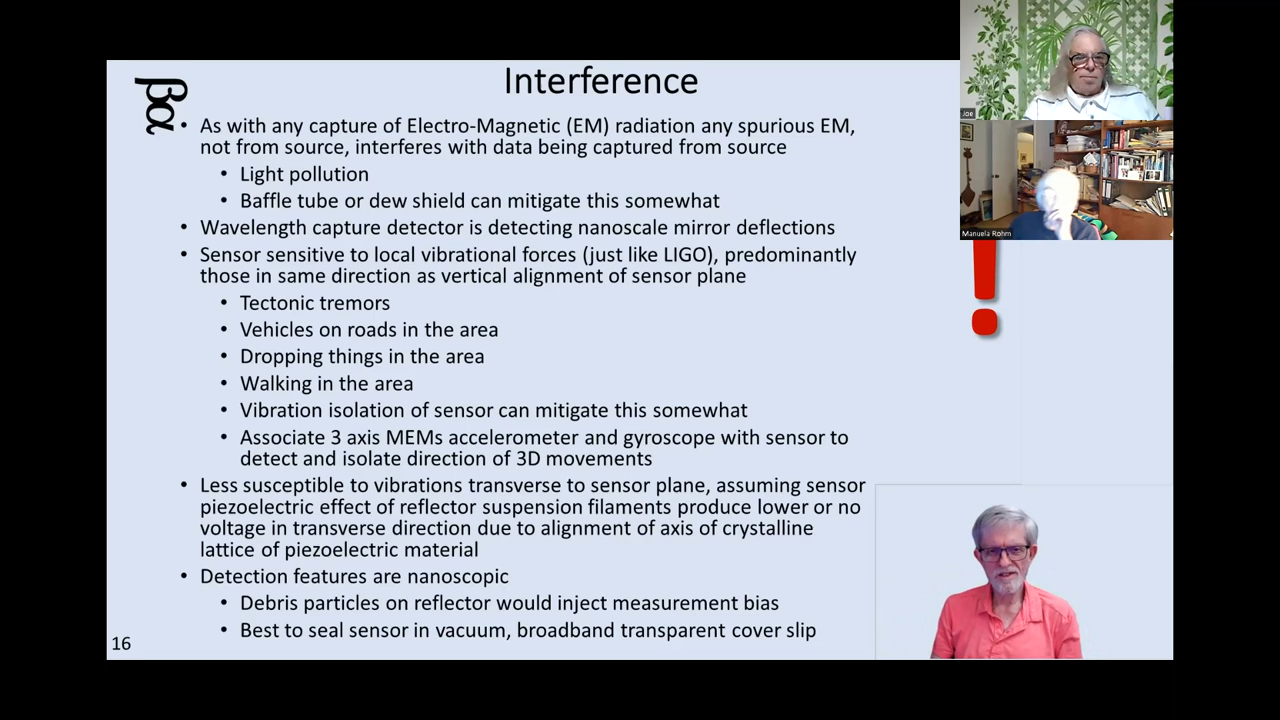 Interference
• As with any capture of Electro-Magnetic (EM) radiation any spurious EM,
not from source, interferes with data being captured from source
• Light pollution
• Baffle tube or dew shield can mitigate this somewhat
• Wavelength capture detector is detecting nanoscale mirror deflections
• Sensor sensitive to local vibrational forces (just like LIGO), predominantly
those in same direction as vertical alignment of sensor plane
• Tectonic tremors
• Vehicles on roads in the area
• Dropping things in the area
• Walking in the area
• Vibration isolation of sensor can mitigate this somewhat
• Associate 3 axis MEMs accelerometer and gyroscope with sensor to
detect and isolate direction of 3D movements
• Less susceptible to vibrations transverse to sensor plane, assuming sensor
piezoelectric effect of reflector suspension filaments produce lower or no
voltage in transverse direction due to alignment of axis of crystalline
lattice of piezoelectric material
• Detection features are nanoscopic
• Debris particles on reflector would inject measurement bias
• Best to seal sensor in vacuum, broadband transparent cover slip
16
Joe
Manuela Rohm
!